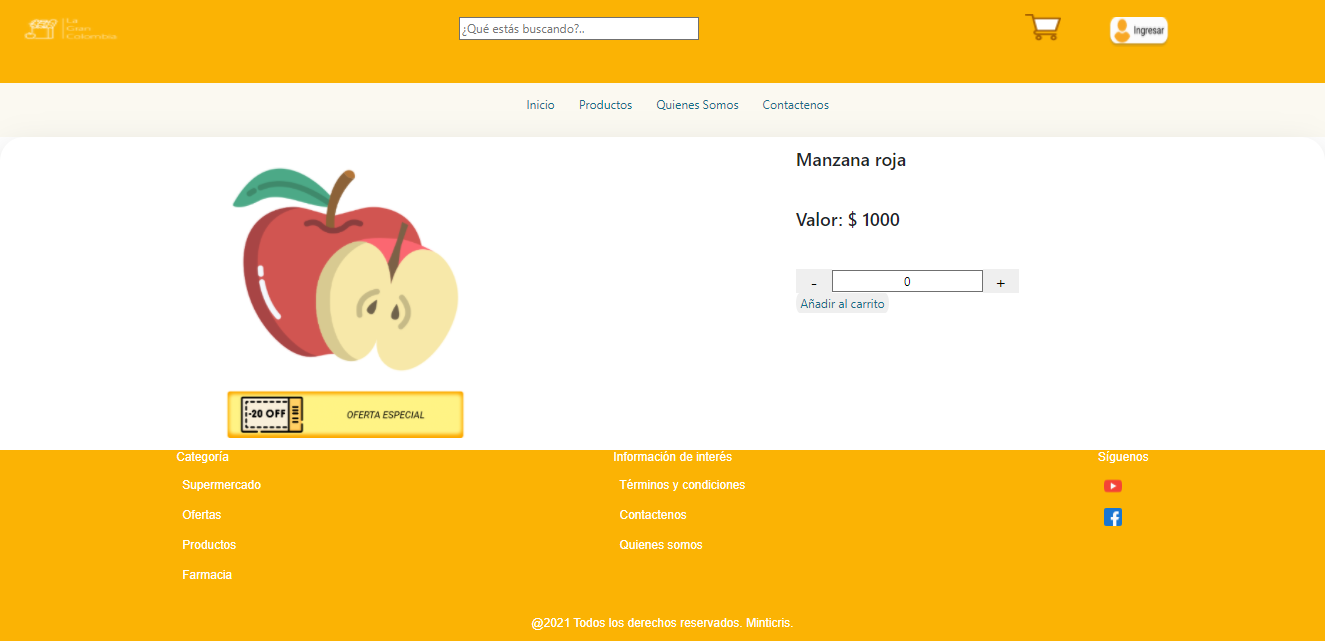 La
Gran
Colombia
¿Qué estás buscando?..
Ingresar
Inicio Productos Quienes Somos Contactenos
Manzana roja
Valor: $ 1000
- 0 +
Añadir al carrito
-20 OFF OFERTA ESPECIAL
Categoría
Supermercado
Ofertas
Productos
Farmacia
Información de interés
Términos y condiciones
Contactenos
Quienes somos
Síguenos
@2021 Todos los derechos reservados. Minticris.